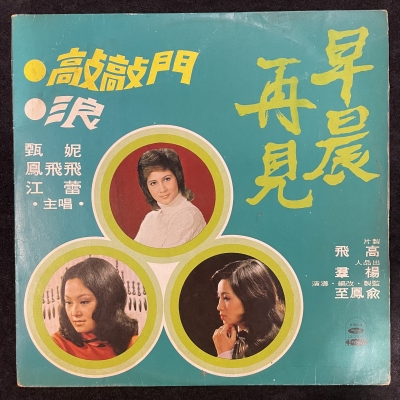 早晨
再見
●敲敲門
●浪
甄妮
鳳飛飛
江蕾
•主唱•
製片
高飛
出品人
楊羣
監製•改編•導演
俞鳳至